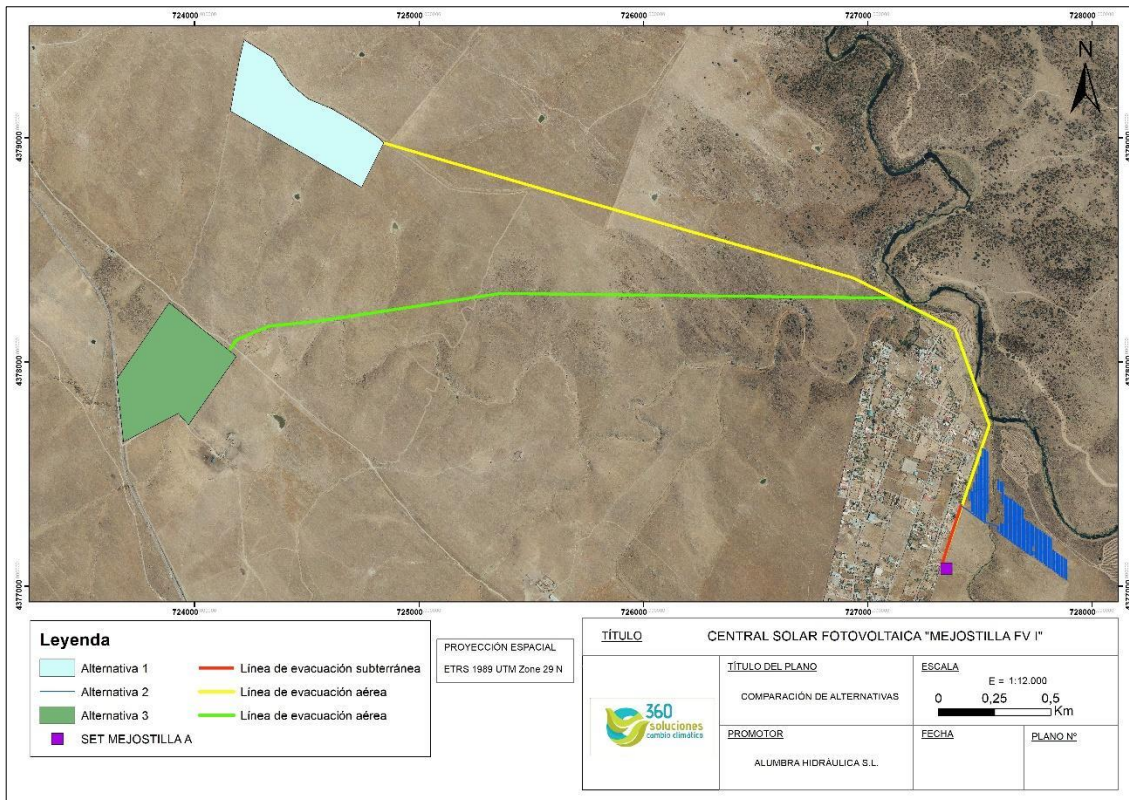 724000 725000 726000 727000 728000
4379000 4379000
N
4378000 4378000
4377000 4377000
724000 725000 726000 727000 728000
Leyenda
Alternativa 1
Alternativa 2
Alternativa 3
SET MEJOSTILLA A
Línea de evacuación subterránea
Línea de evacuación aérea
Línea de evacuación aérea
PROYECCIÓN ESPACIAL
ETRS 1989 UTM Zone 29 N
TÍTULO CENTRAL SOLAR FOTOVOLTAICA "MEJOSTILLA FV I"
360
soluciones
cambio climático
TÍTULO DEL PLANO
COMPARACIÓN DE ALTERNATIVAS
ESCALA
E = 1:12.000
0 0,25 0,5
Km
PROMOTOR
ALUMBRA HIDRÁULICA S.L.
FECHA
PLANO Nº